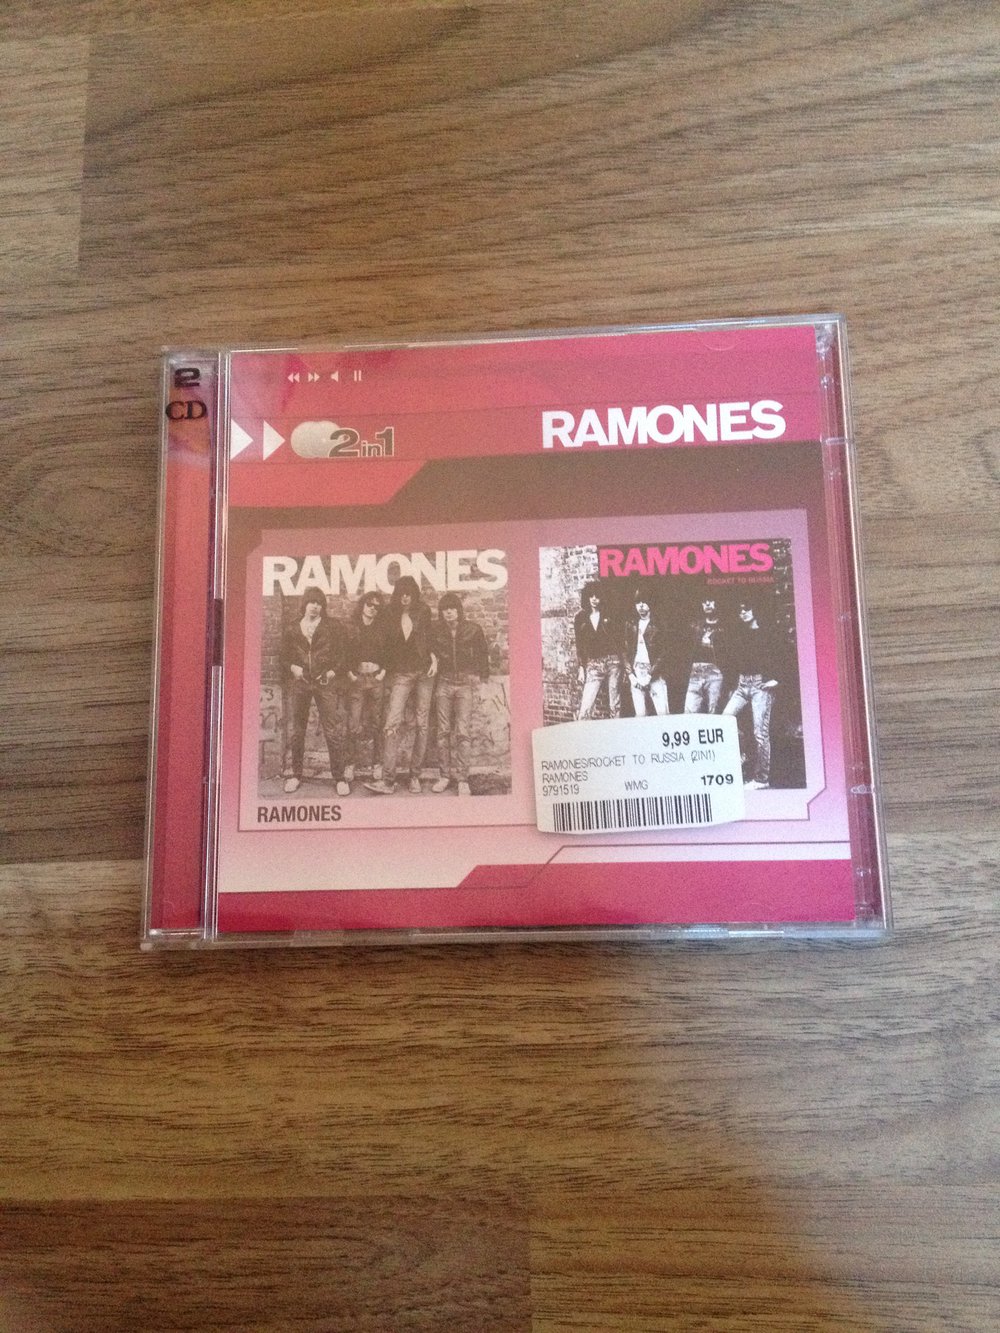 2
CD
2in1
RAMONES
RAMONES
RAMONES
ROCKET TO RUSSIA
RAMONES
9,99 EUR
RAMONES/ROCKET TO RUSSIA (2IN1)
RAMONES
9791519 WMG 1709